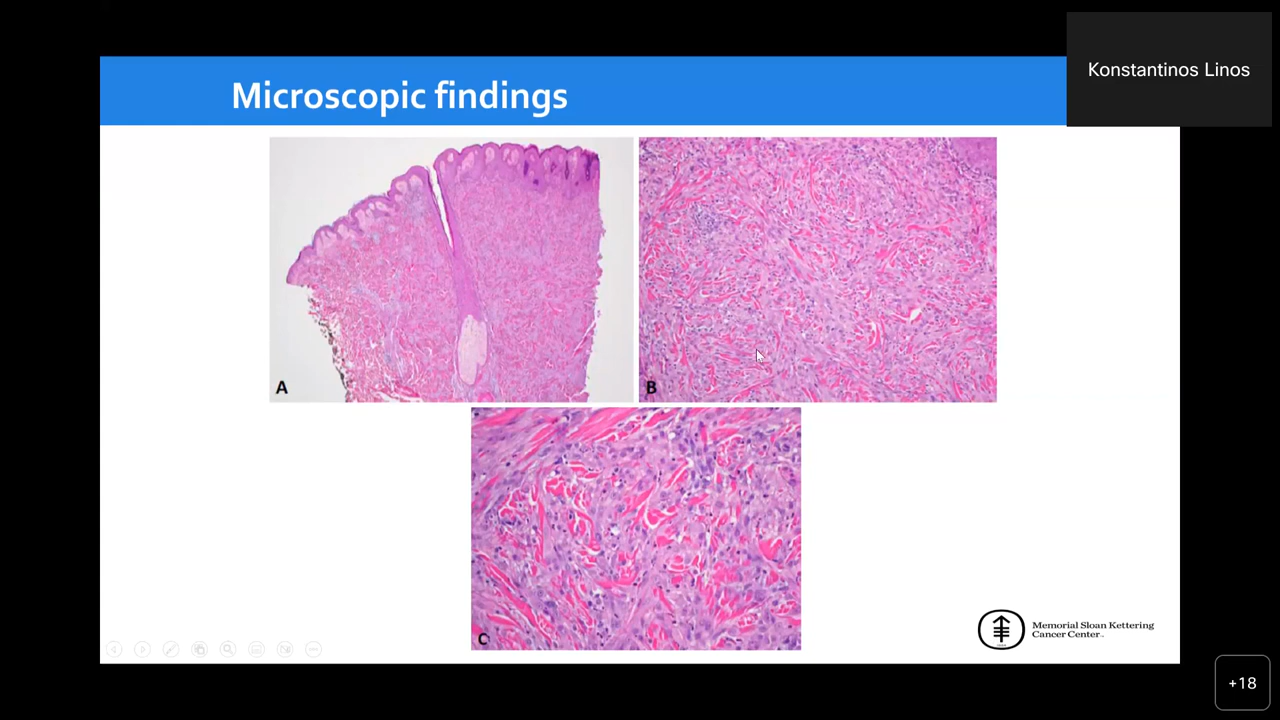 Konstantinos Linos
Microscopic findings
A
B
C
Memorial Sloan Kettering
Cancer Center
+18